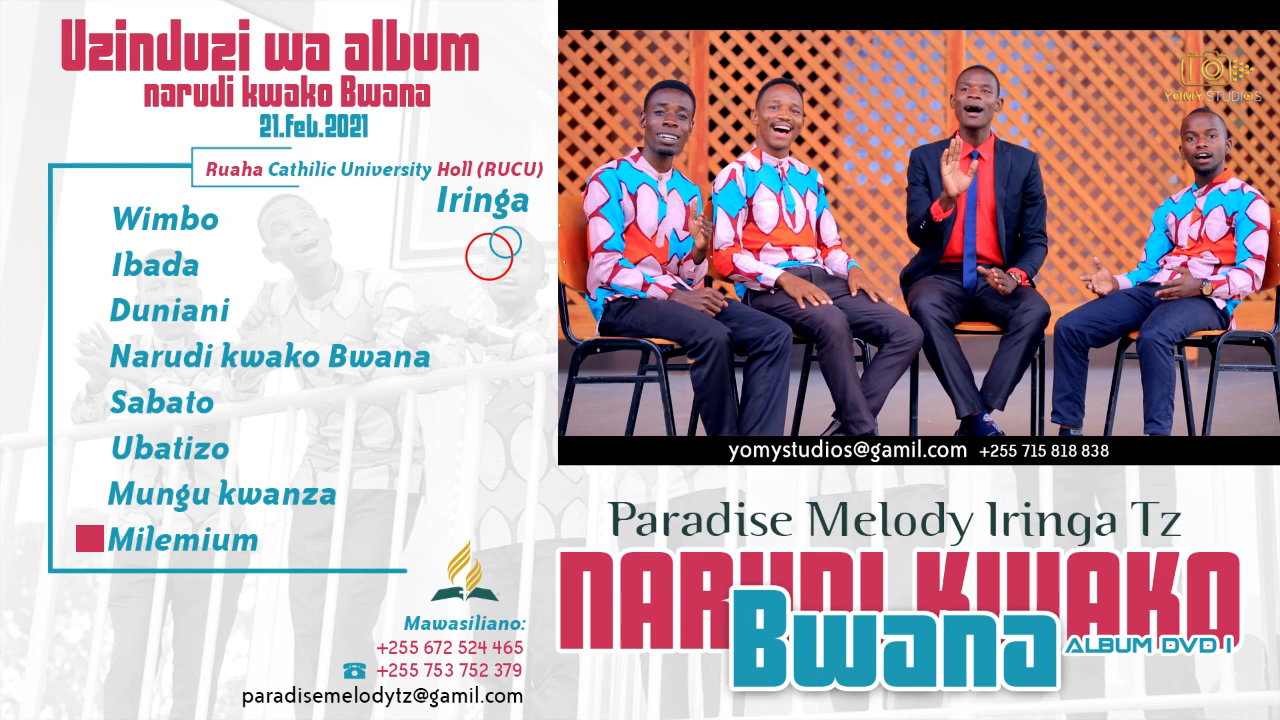 Uzinduzi wa album
narudi kwako Bwana
21.feb.2021
Ruaha Cathilic University Holl (RUCU)
Iringa
Wimbo
Ibada
Duniani
Narudi kwako Bwana
Sabato
Ubatizo
Mungu kwanza
Milemium
Mawasiliano:
+255 672 524 465
+255 753 752 379
paradisemelodytz@gamil.com
YOMY STUDIOS
yomystudios@gamil.com +255 715 818 838
Paradise Melody Iringa Tz
NARUDI KWAKO
Bwana
ALBUM DVD 1